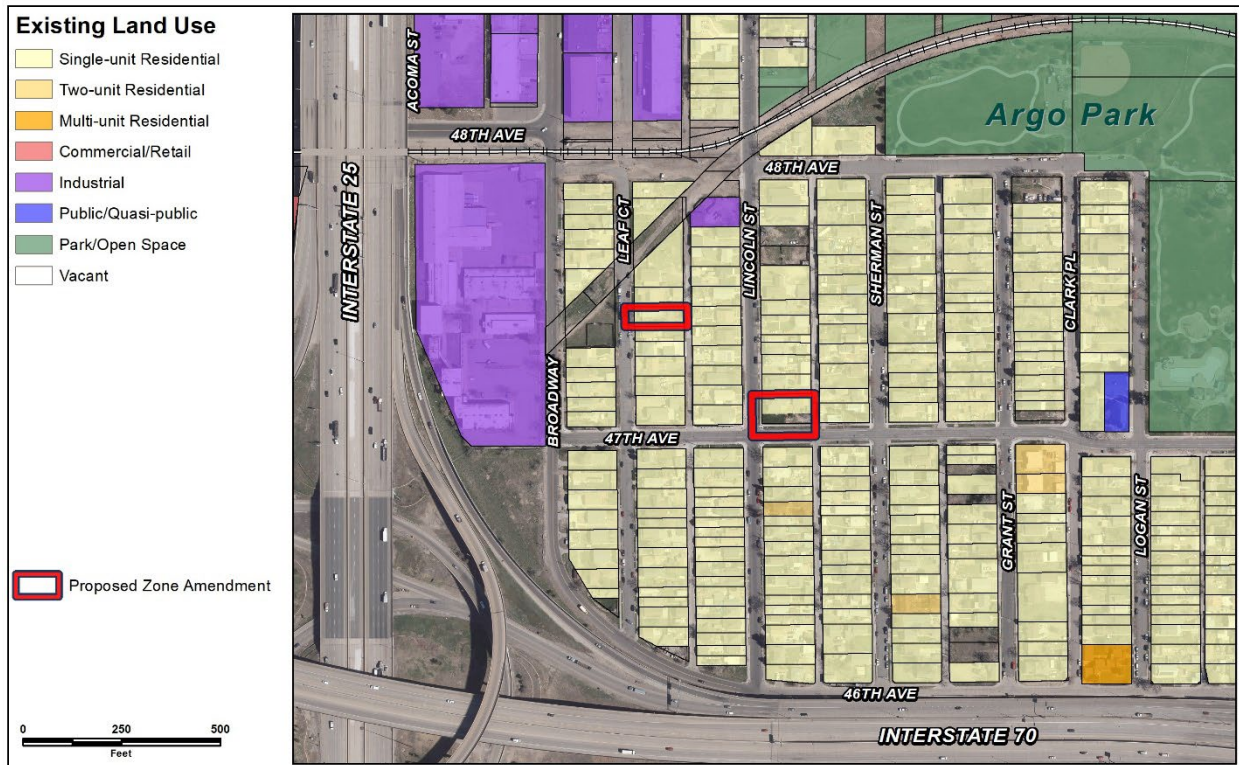 Existing Land Use
Single-unit Residential
Two-unit Residential
Multi-unit Residential
Commercial/Retail
Industrial
Public/Quasi-public
Park/Open Space
Vacant
Proposed Zone Amendment
0 250 500
Feet
ACOMA ST
48TH AVE
Argo Park
48TH AVE
INTERSTATE 25
LEAF CT
LINCOLN ST
SHERMAN ST
CLARK PL
BROADWAY
47TH AVE
GRANT ST
LOGAN ST
46TH AVE
INTERSTATE 70